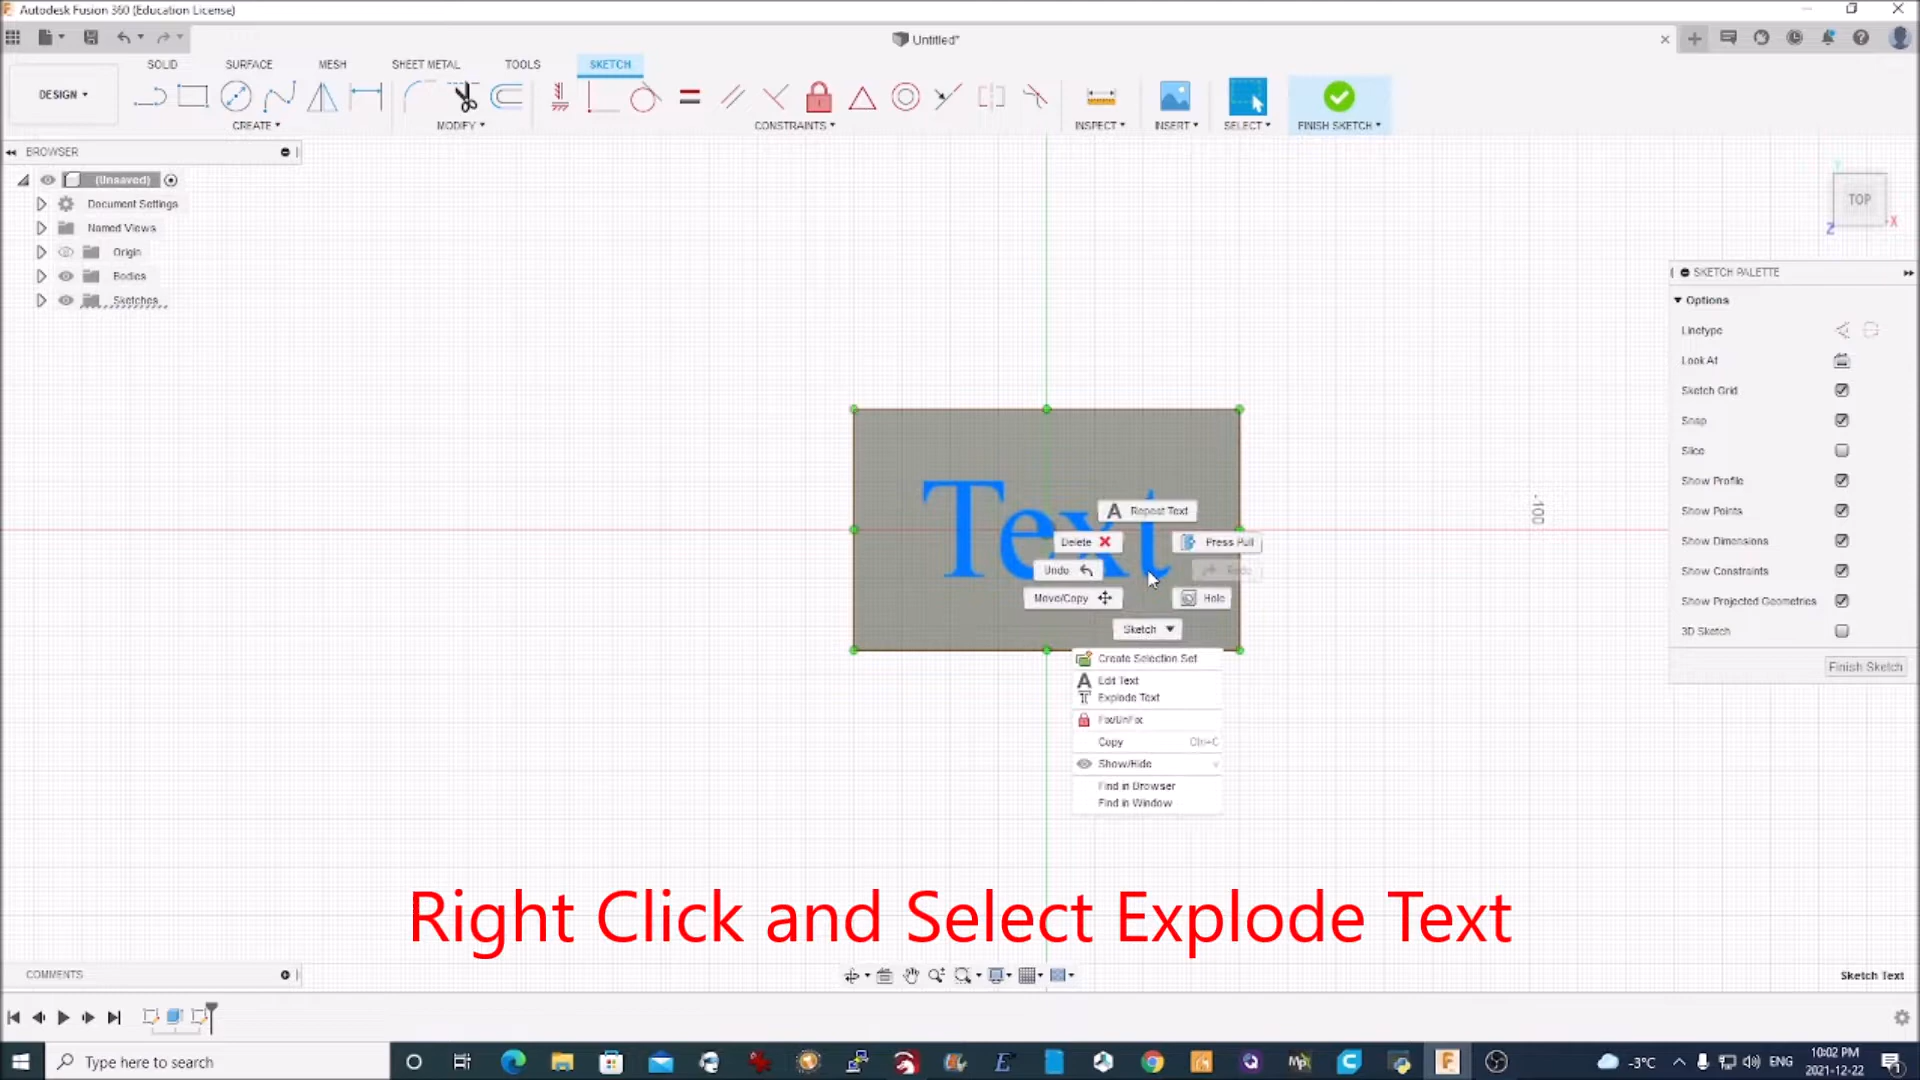 Autodesk Fusion 360 (Education License)
Untitled*
SOLID SURFACE MESH SHEET METAL TOOLS SKETCH
DESIGN
CREATE MODIFY CONSTRAINTS INSPECT INSERT SELECT FINISH SKETCH
BROWSER
(Unsaved)
Document Settings
Named Views
Origin
Bodies
Sketches
Y
TOP
X
Z
SKETCH PALETTE
Options
Linetype
Look At
Sketch Grid
Snap
Slice
Show Profile
Show Points
Show Dimensions
Show Constraints
Show Projected Geometries
3D Sketch
Finish Sketch
-100
Text
Repeat Text
Delete
Press Pull
Undo
Redo
Move/Copy
Hole
Sketch
Create Selection Set
Edit Text
Explode Text
Fix/UnFix
Copy Ctrl+C
Show/Hide
Find in Browser
Find in Window
Right Click and Select Explode Text
COMMENTS
Sketch Text
Type here to search
-3°C
ENG
10:02 PM
2021-12-22